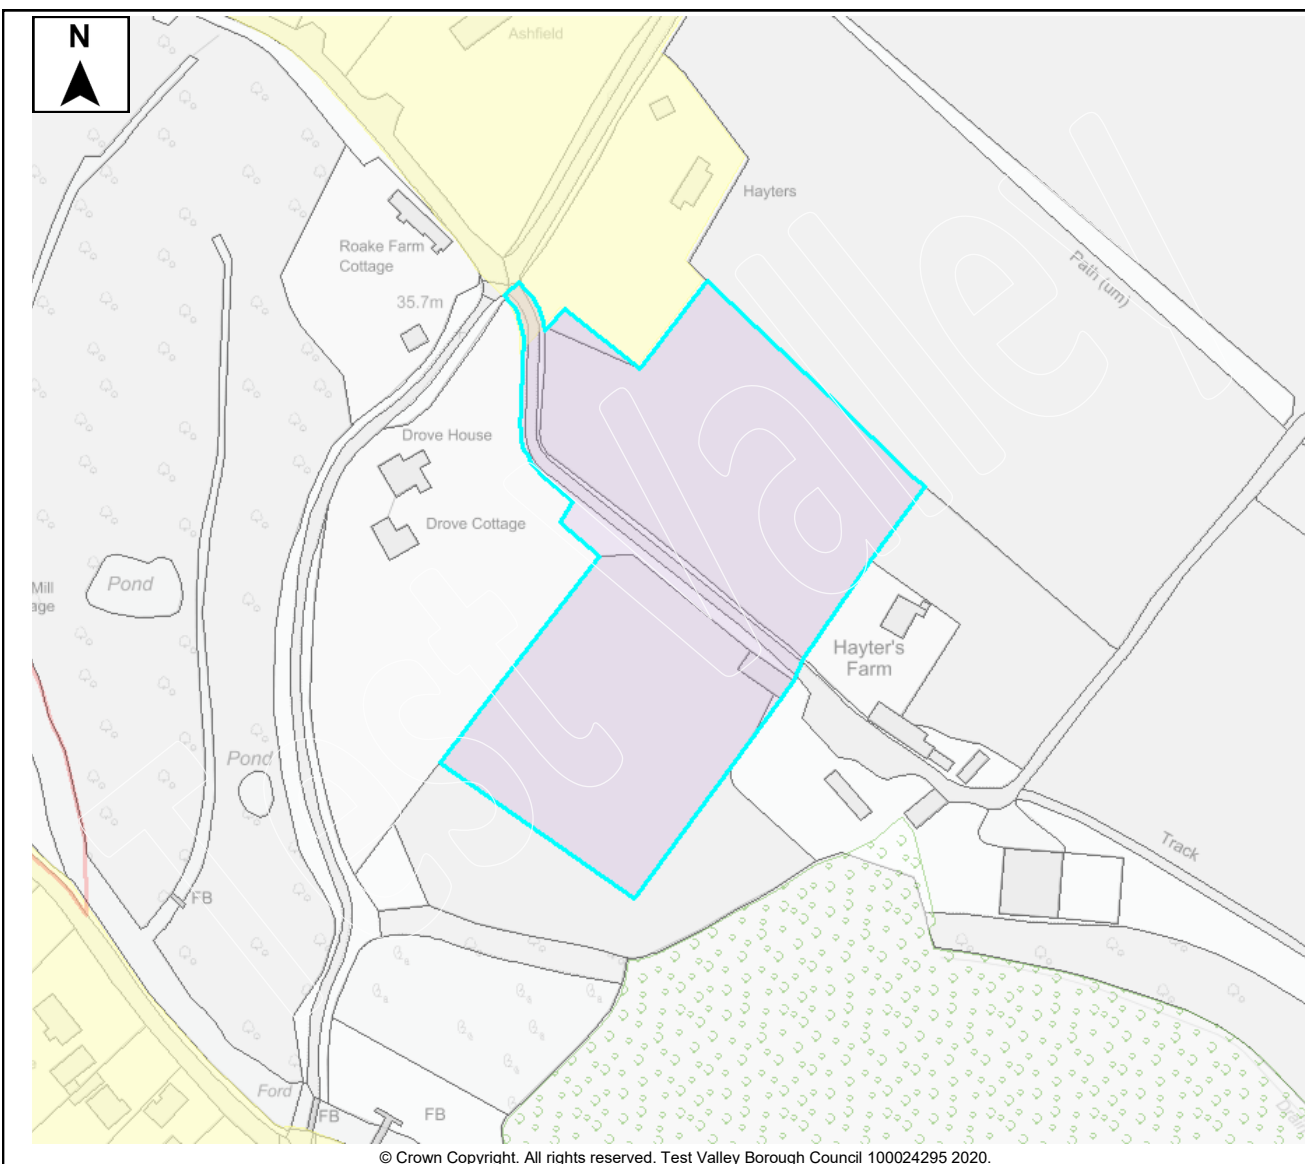 N
Ashfield
Hayters
Roake Farm
Cottage
35.7m
Path (um)
Drove House
Drove Cottage
Pond
Mill
Hayter's
Farm
Pond
Track
FB
Ford
FB
FB
Test Valley
© Crown Copyright. All rights reserved. Test Valley Borough Council 100024295 2020.